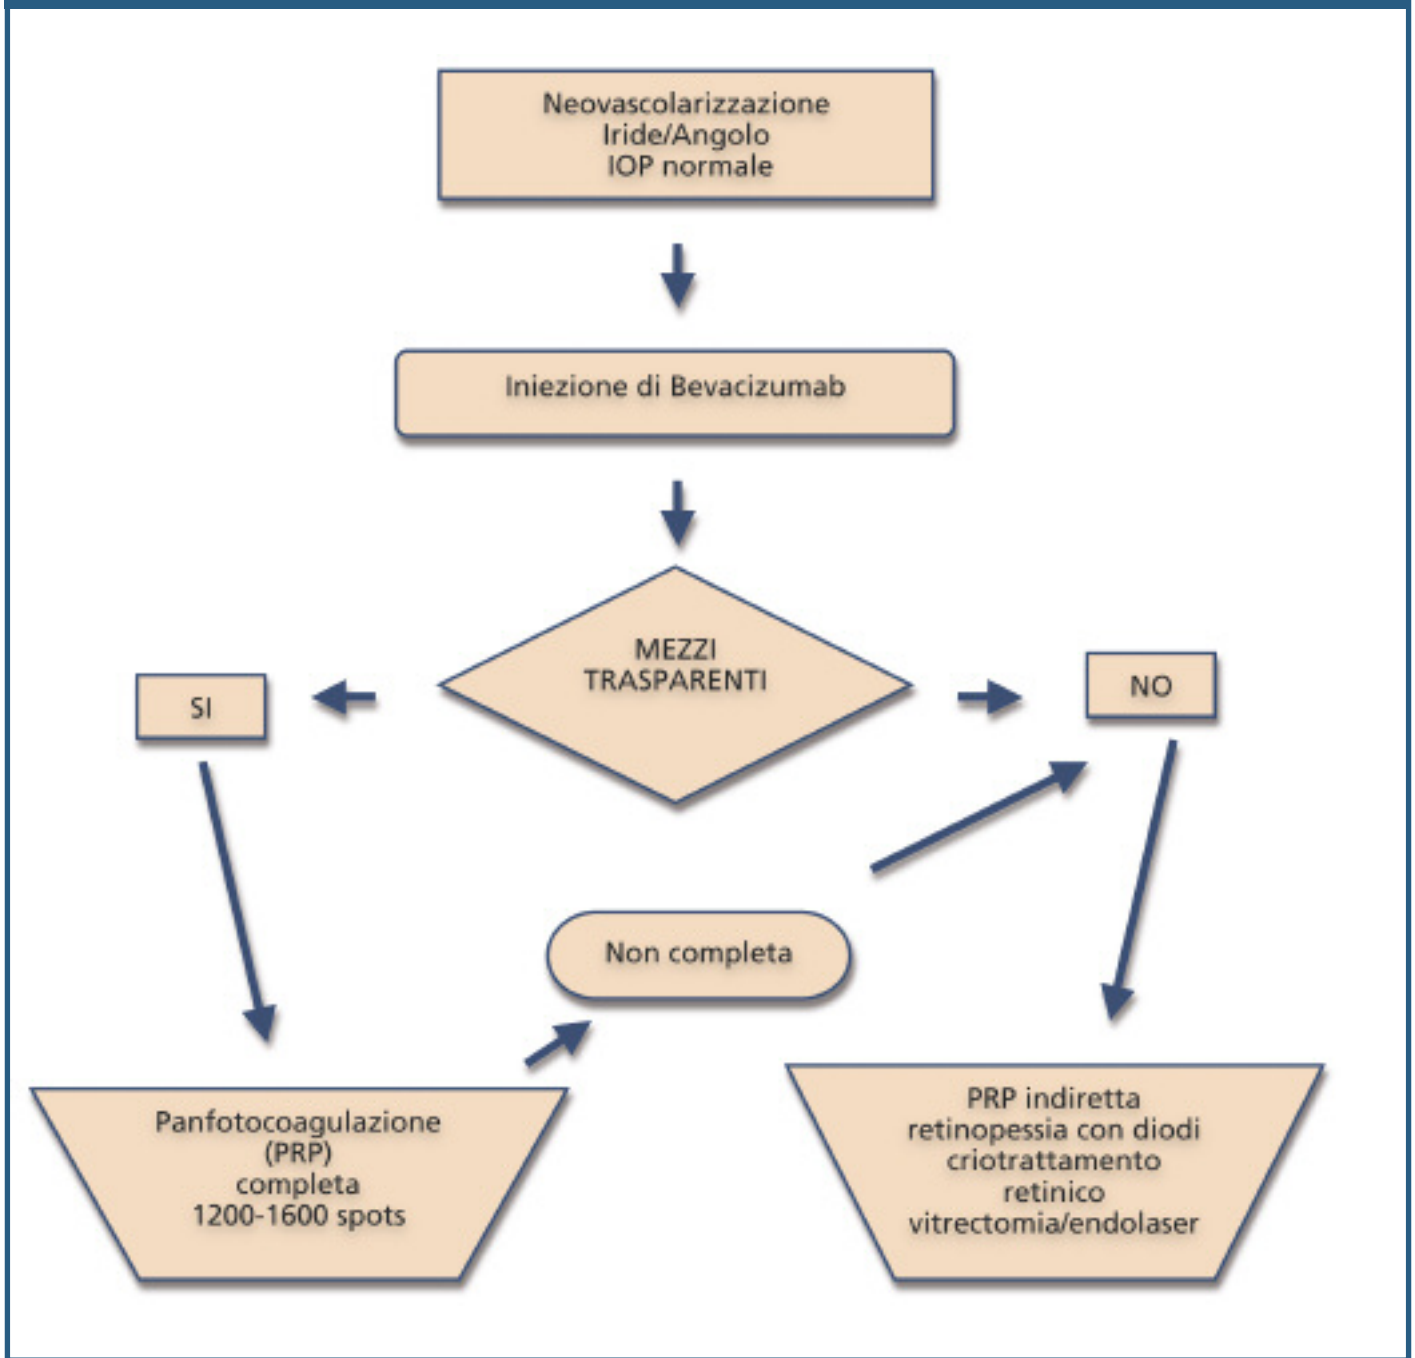 Neovascolarizzazione
Iride/Angolo
IOP normale
Iniezione di Bevacizumab
MEZZI
TRASPARENTI
SI
NO
Non completa
Panfotocoagulazione
(PRP)
completa
1200-1600 spots
PRP indiretta
retinopessia con diodi
criotrattamento
retinico
vitrectomia/endolaser